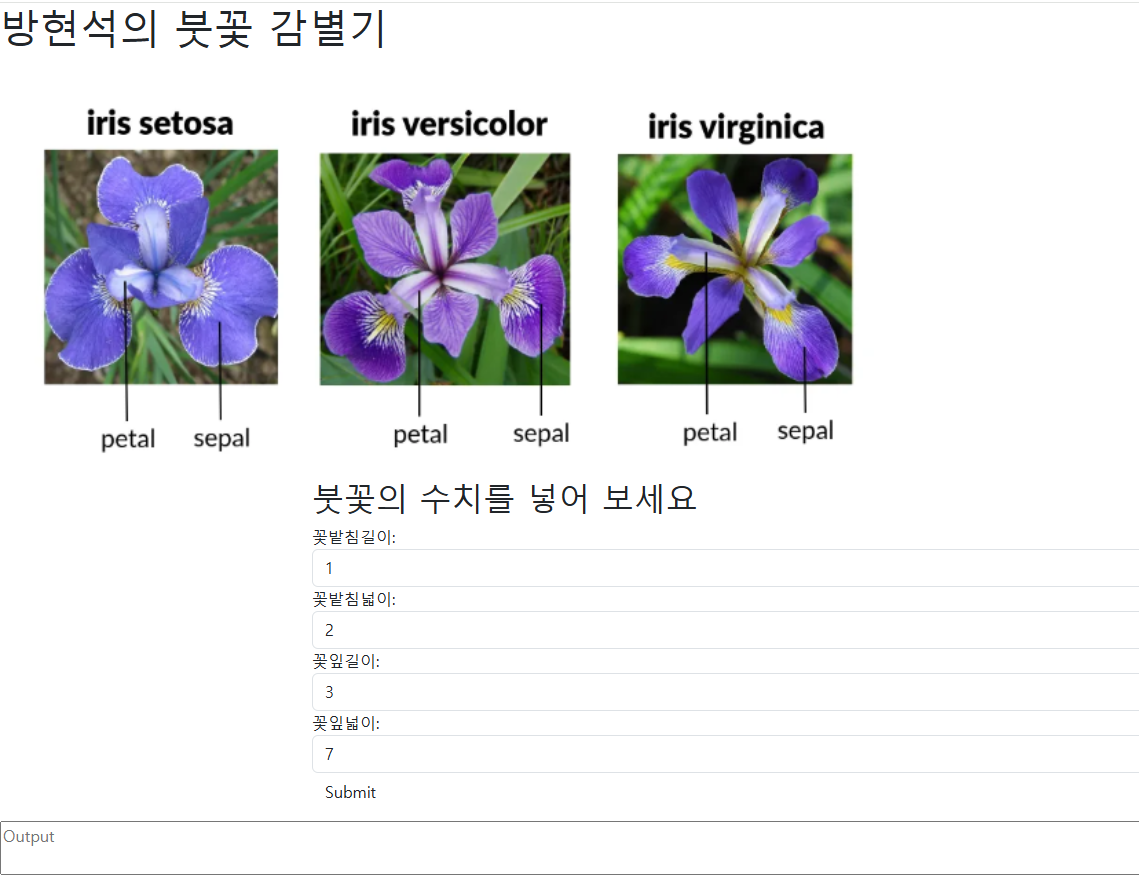 방현석의 붓꽃 감별기
iris setosa iris versicolor iris virginica
petal sepal petal sepal petal sepal
붓꽃의 수치를 넣어 보세요
꽃밭침길이:
1
꽃밭침넓이:
2
꽃잎길이:
3
꽃잎넓이:
7
Submit
Output